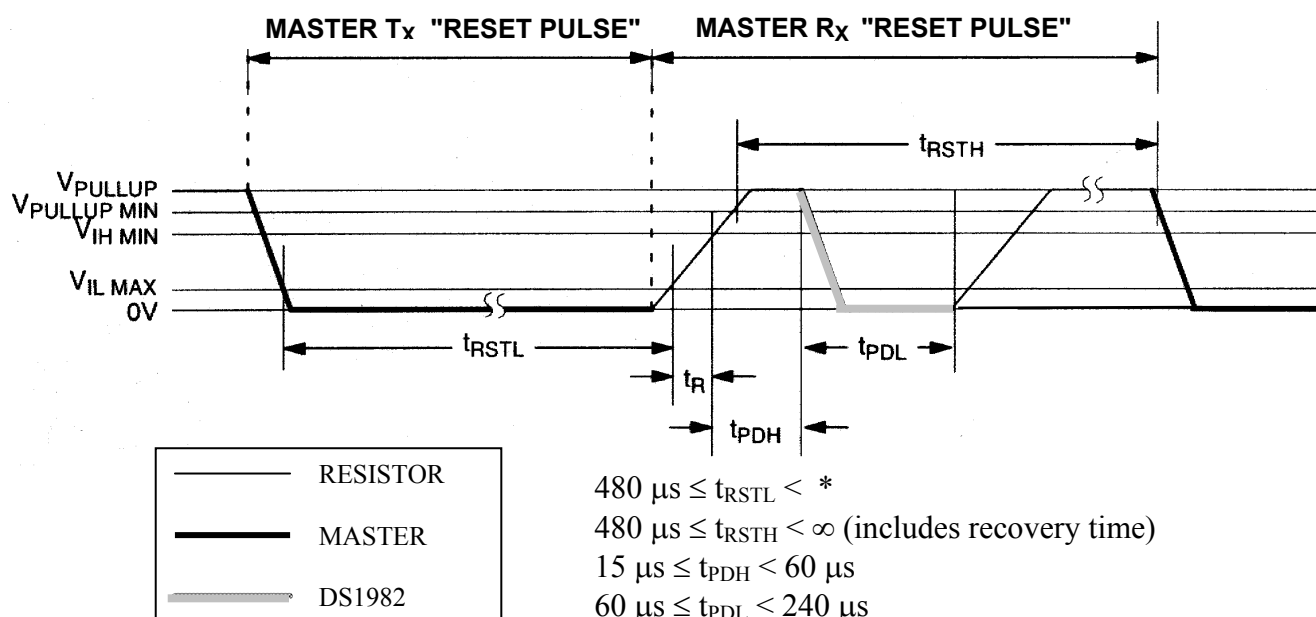 MASTER TX "RESET PULSE" MASTER RX "RESET PULSE"
tRSTH
VPULLUP
VPULLUP MIN
VIH MIN
VIL MAX
0V
tRSTL
tPDL
tR
tPDH
RESISTOR
MASTER
DS1982
480 μs ≤ tRSTL < *
480 μs ≤ tRSTH < ∞ (includes recovery time)
15 μs ≤ tPDH < 60 μs
60 μs ≤ tPDL < 240 μs